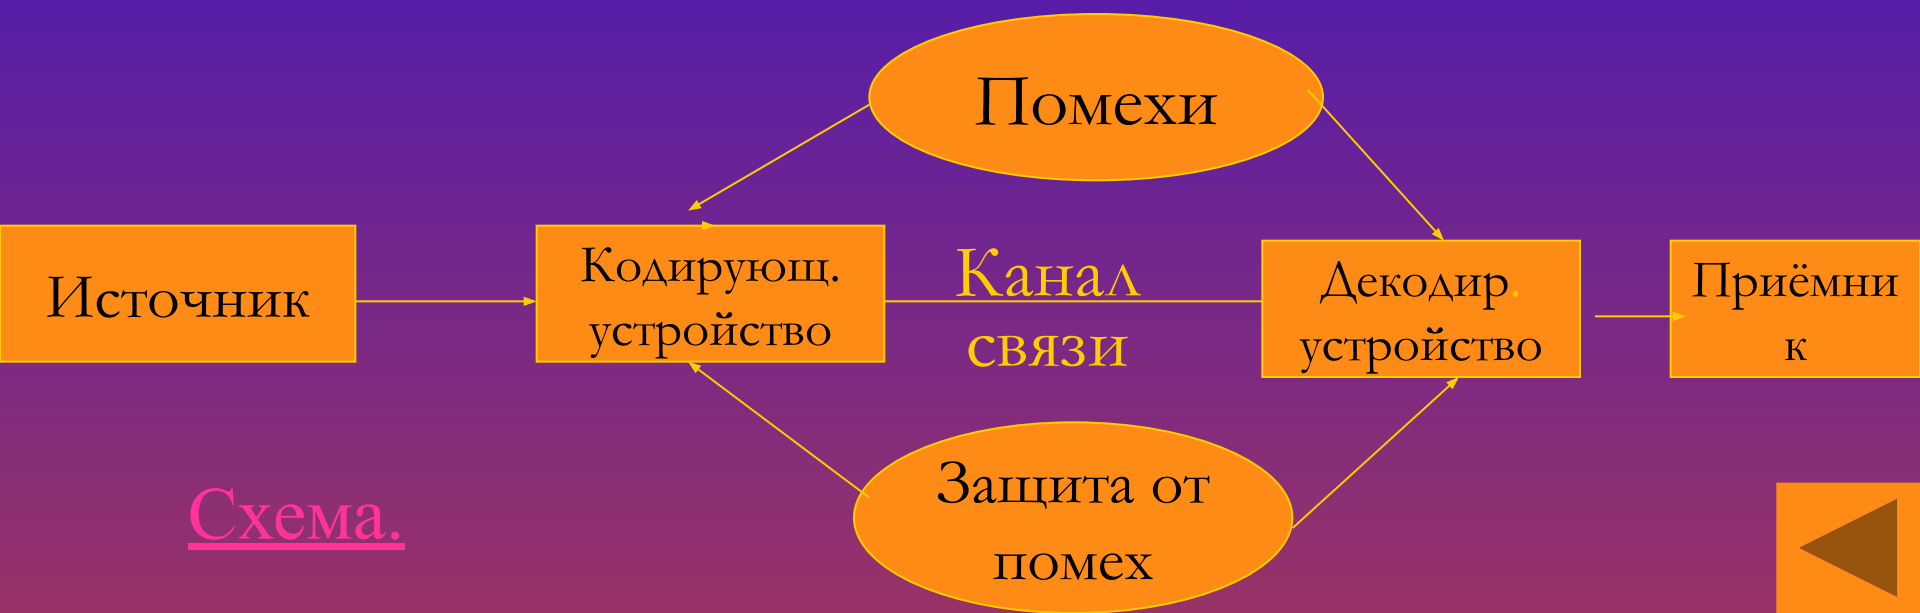 Помехи
Источник
Кодирующ.
устройство
Канал
связи
Декодир.
устройство
Приёмни
к
Защита от
помех
Схема.